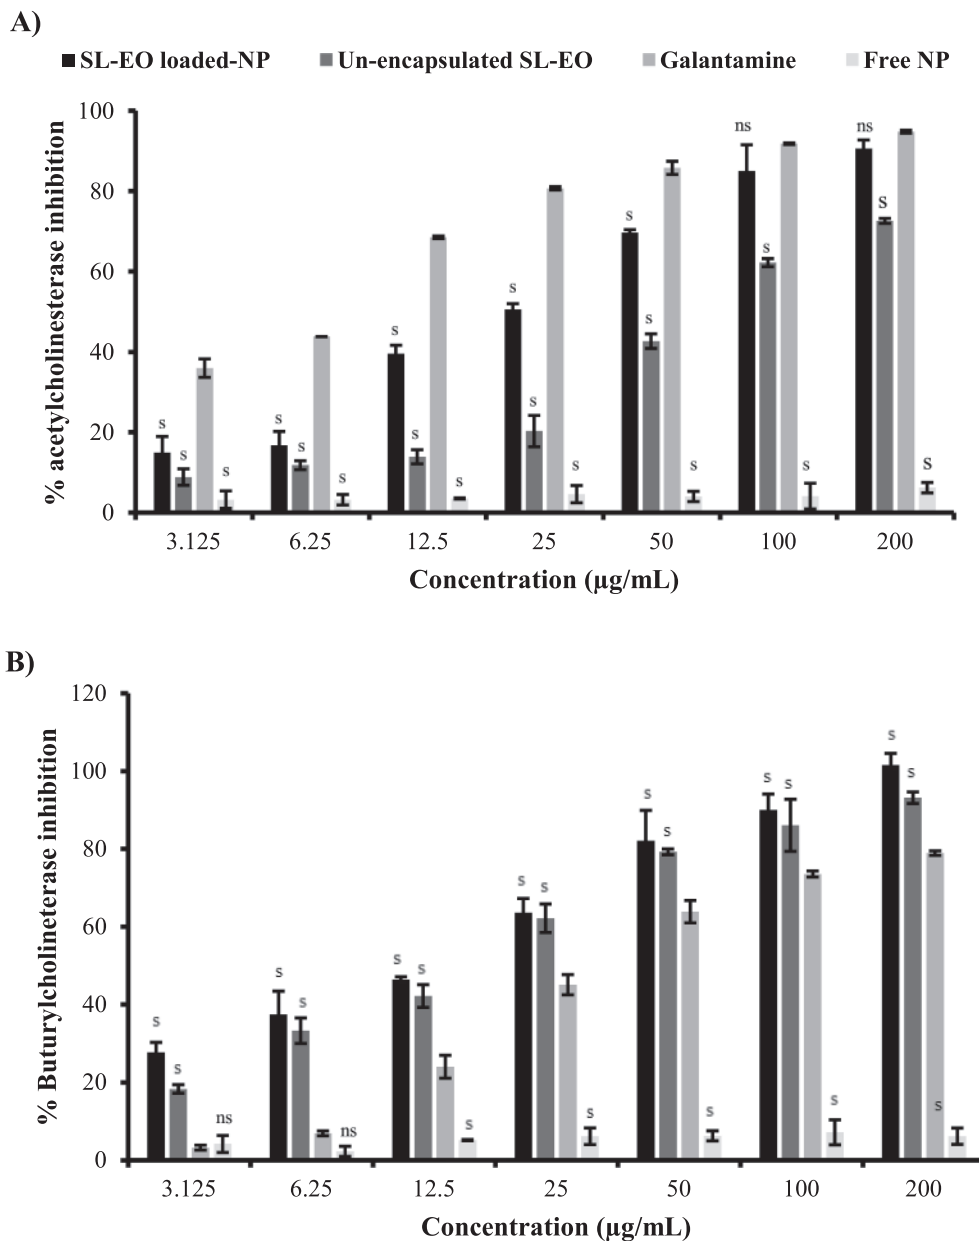 A)
SL-EO loaded-NP Un-encapsulated SL-EO Galantamine Free NP
% acetylcholinesterase inhibition
100
80
60
40
20
0
s s s
s s s
s s s
s s s
s s s
ns s s
ns s s
3.125 6.25 12.5 25 50 100 200
Concentration (µg/mL)
B)
% Buturylcholineterase inhibition
120
100
80
60
40
20
0
s s ns
s s ns
s s s
s s s
s s s
s s s
s s s
3.125 6.25 12.5 25 50 100 200
Concentration (µg/mL)